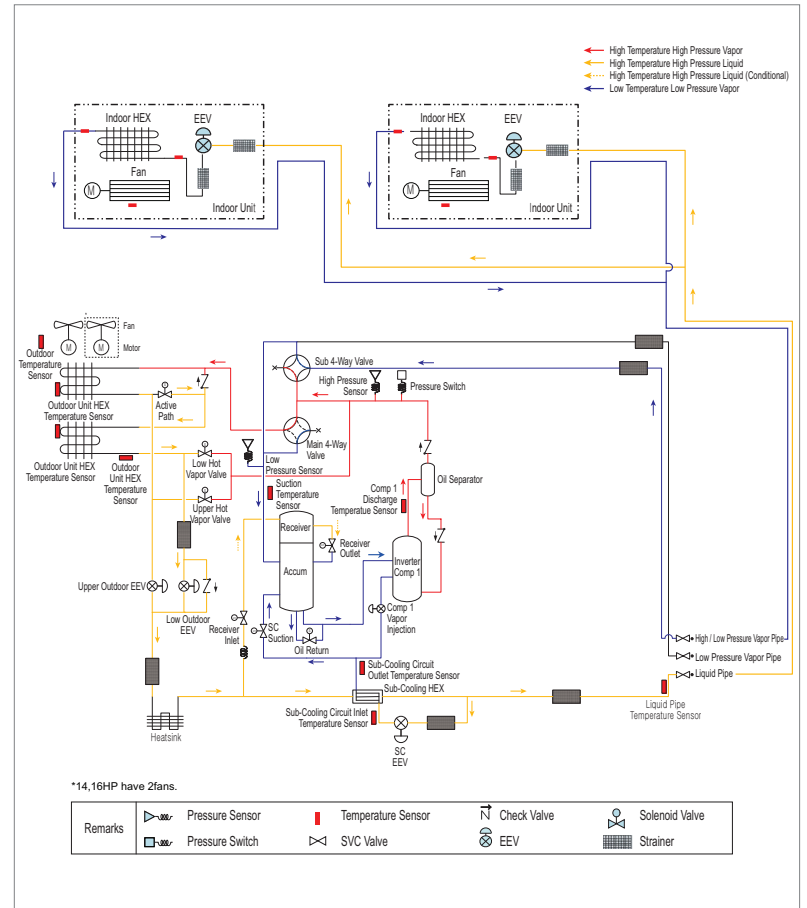 High Temperature High Pressure Vapor
High Temperature High Pressure Liquid
High Temperature High Pressure Liquid (Conditional)
Low Temperature Low Pressure Vapor
Indoor HEX
EEV
Fan
M
Indoor Unit
Indoor HEX
EEV
Fan
M
Indoor Unit
Fan
M
M
Motor
Outdoor
Temperature
Sensor
Sub 4-Way Valve
High Pressure
Sensor
Pressure Switch
Outdoor Unit HEX
Temperature Sensor
Active
Path
Main 4-Way
Valve
Outdoor Unit HEX
Temperature Sensor
Outdoor
Unit HEX
Temperature
Sensor
Low Hot
Vapor Valve
Low
Pressure Sensor
Upper Hot
Vapor Valve
Suction
Temperature
Sensor
Comp 1
Discharge
Temperatue Sensor
Oil Separator
Receiver
Receiver
Outlet
Accum
Inverter
Comp 1
Upper Outdoor EEV
Low Outdoor
EEV
Receiver
Inlet
SC
Suction
Oil Return
Comp 1
Vapor
Injection
High / Low Pressure Vapor Pipe
Low Pressure Vapor Pipe
Liquid Pipe
Sub-Cooling Circuit
Outlet Temperature Sensor
Sub-Cooling HEX
Sub-Cooling Circuit Inlet
Temperature Sensor
SC
EEV
Liquid Pipe
Temperature Sensor
Heatsink
*14,16HP have 2fans.
Remarks
Pressure Sensor
Temperature Sensor
Check Valve
Solenoid Valve
Pressure Switch
SVC Valve
EEV
Strainer